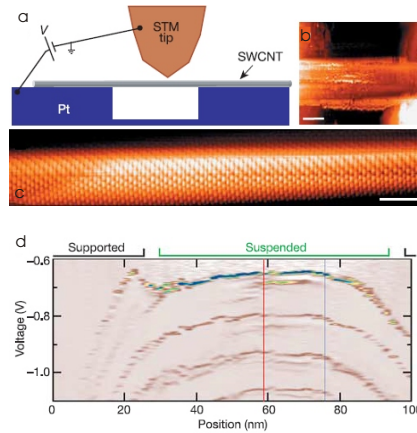 a
V
STM
tip
SWCNT
Pt
b
c
d
Supported
Suspended
Voltage (V)
−0.6
−0.8
−1.0
0
20
40
60
80
100
Position (nm)